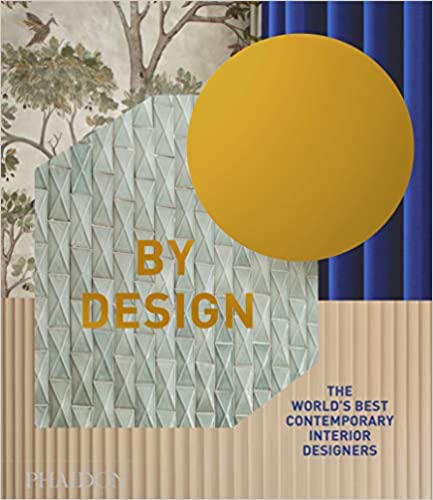 BY
DESIGN
THE
WORLD'S BEST
CONTEMPORARY
INTERIOR
DESIGNERS
PHAIDON